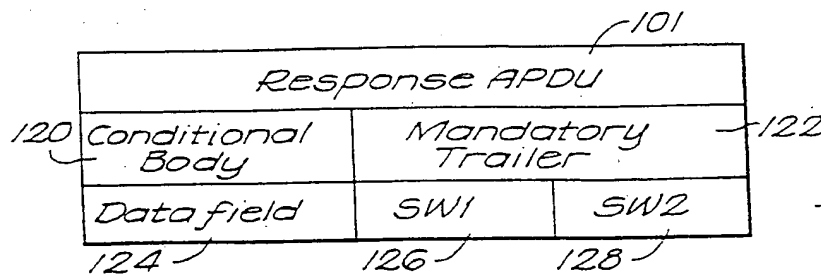 101
Response APDU
120 Conditional Body Mandatory Trailer 122
Data field SW1 SW2
124 126 128